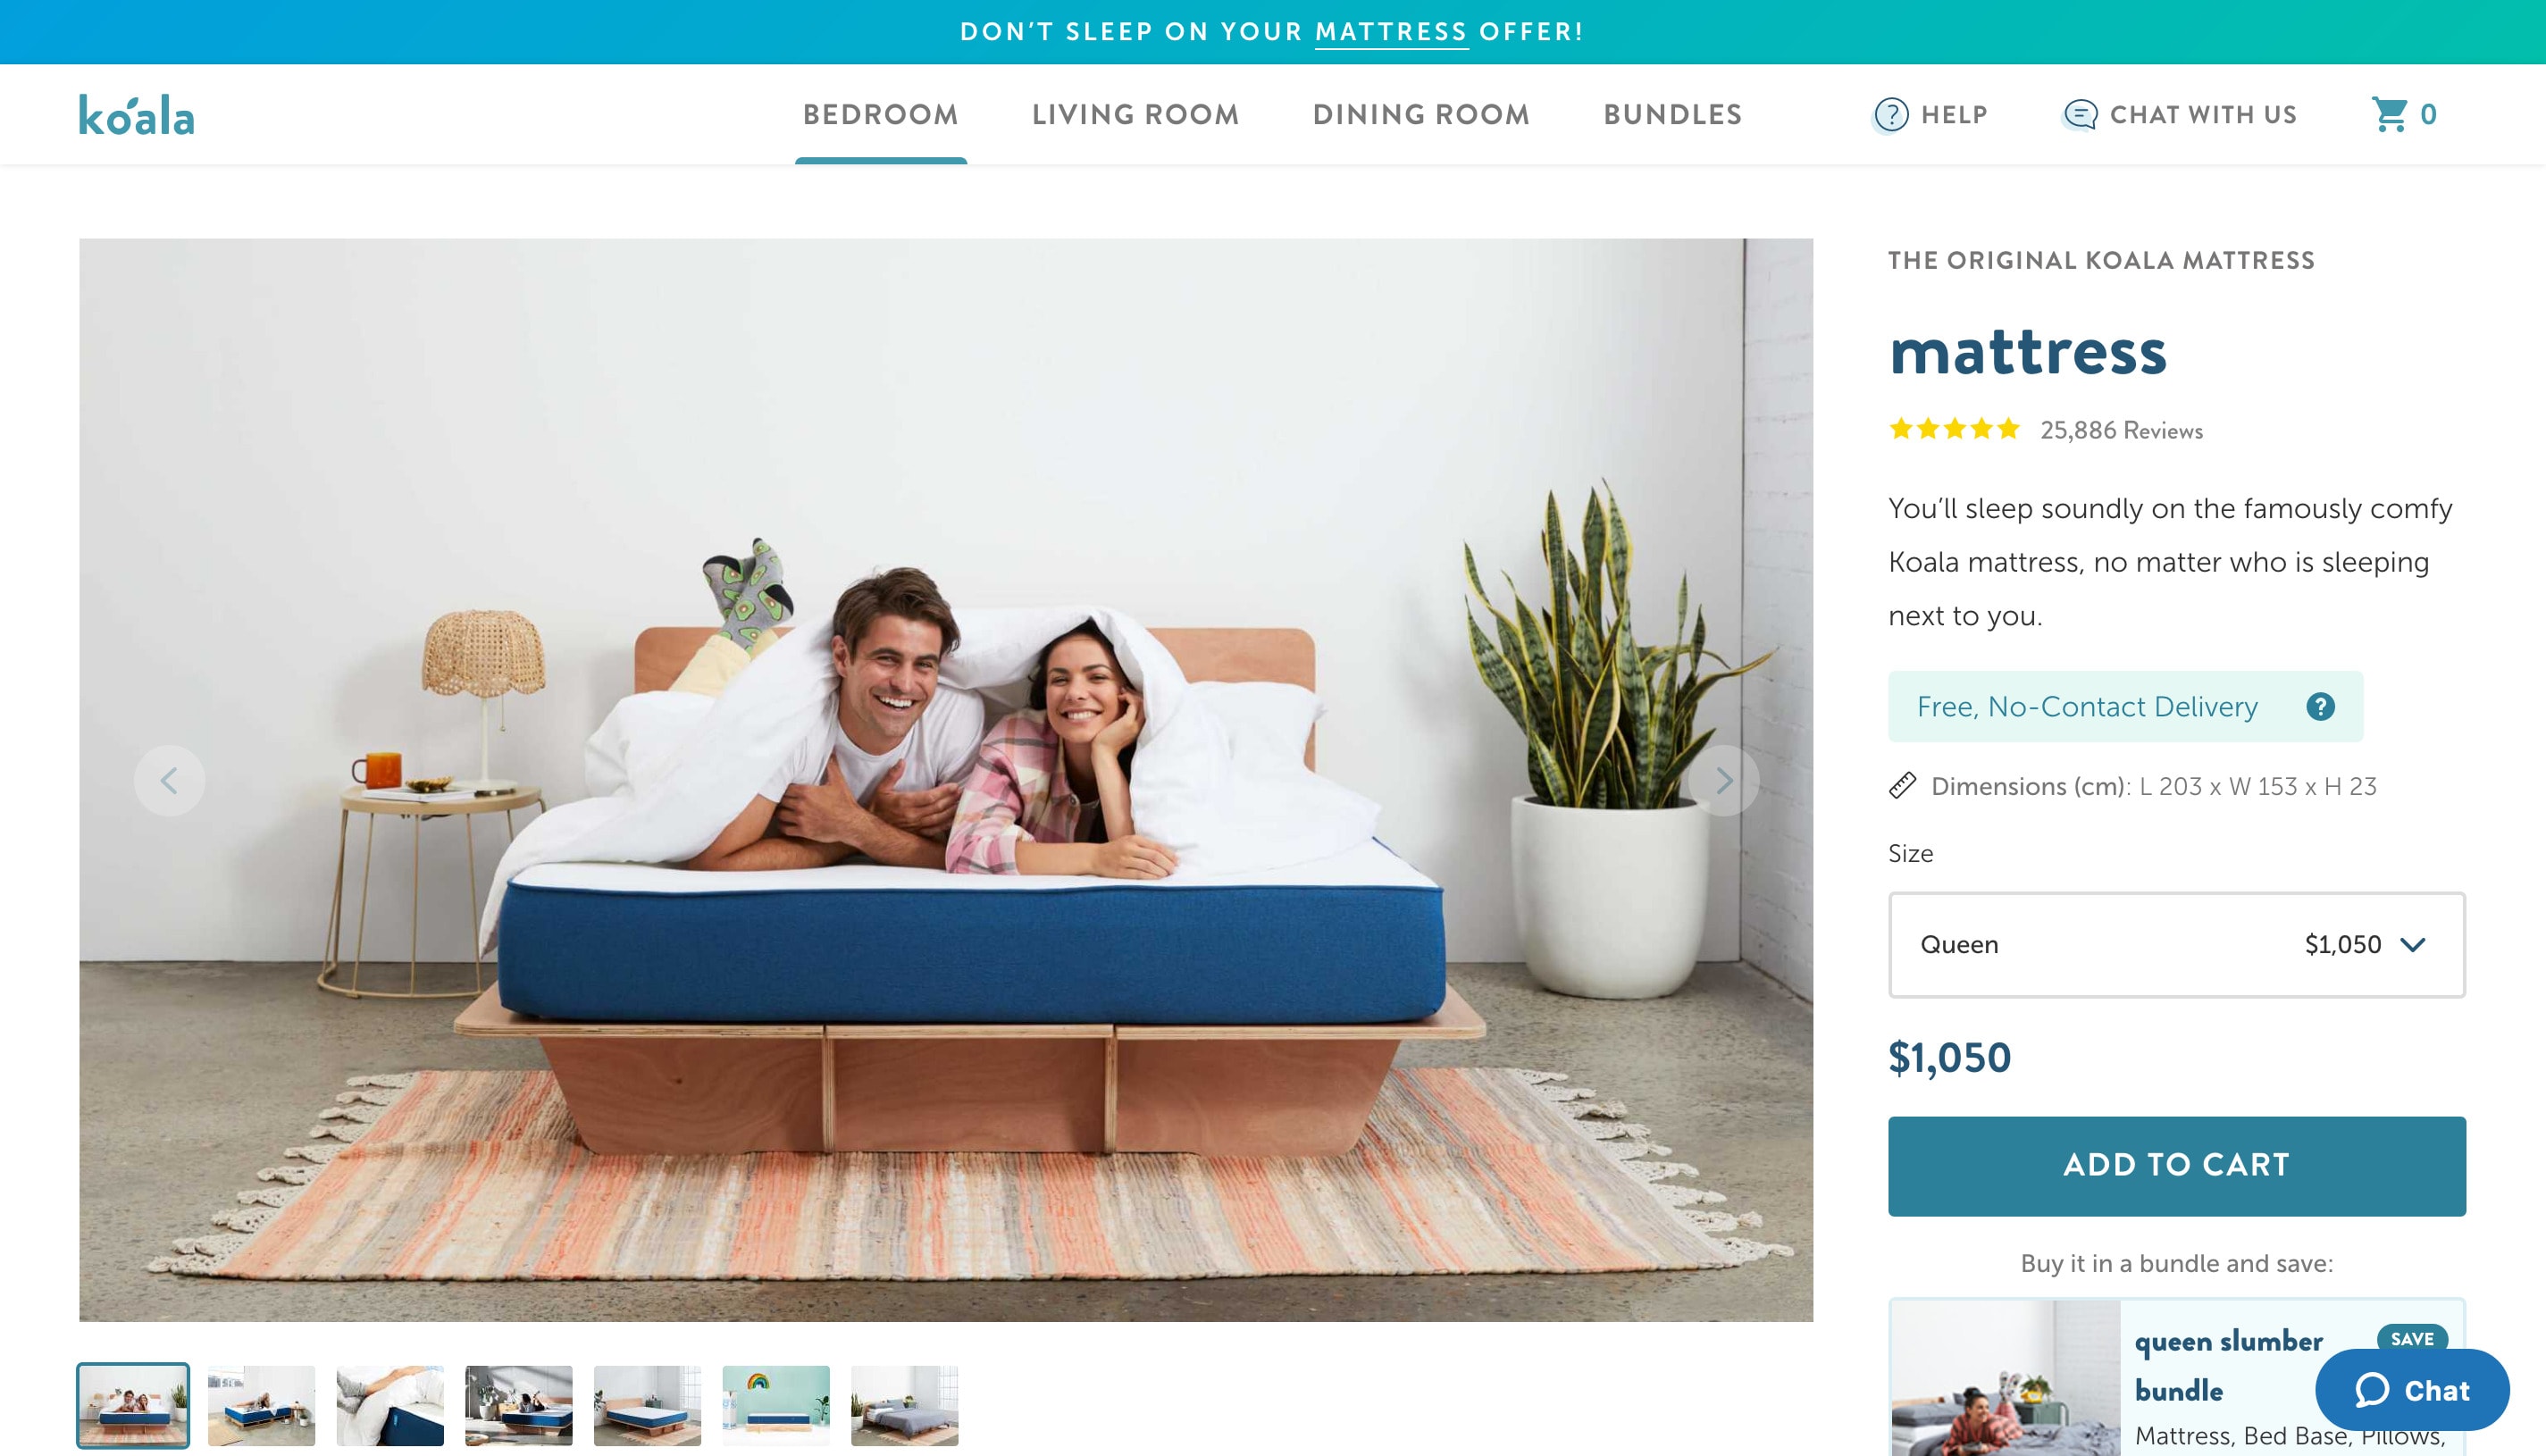 DON'T SLEEP ON YOUR MATTRESS OFFER!
koala
BEDROOM
LIVING ROOM
DINING ROOM
BUNDLES
HELP
CHAT WITH US
0
THE ORIGINAL KOALA MATTRESS
mattress
25,886 Reviews
You'll sleep soundly on the famously comfy
Koala mattress, no matter who is sleeping
next to you.
Free, No-Contact Delivery
Dimensions (cm): L 203 x W 153 x H 23
Size
Queen $1,050
$1,050
ADD TO CART
Buy it in a bundle and save:
queen slumber
bundle
SAVE
Mattress, Bed Base, Pillows,
Chat